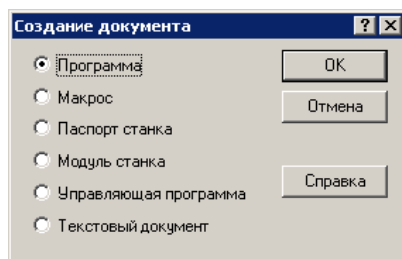 Создание документа
Программа
OK
Макрос
Отмена
Паспорт станка
Модуль станка
Управляющая программа
Справка
Текстовый документ